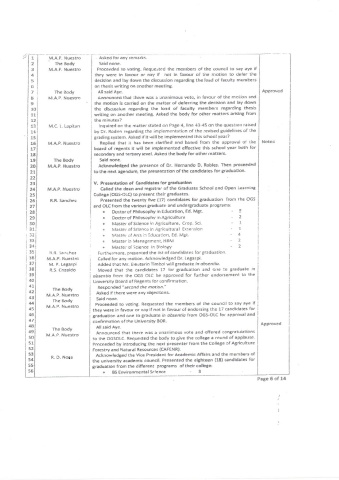 1 M.A.F. Nuestro Asked for any remarks.
2 The Body Said none.
3 M.A.F. Nuestro Proceeded to voting. Requested the members of the council to say aye if
4 they were in favour or nay if not in favour of the motion to defer the
5 decision and lay down the discussion regarding the load of faculty members
6 on thesis writing on another meeting.
7 The Body All said Aye. Approved
8 M.A.P. Nuestro Announced that there was a unanimous vote, in favour of the motion and
9 the motion is carried on the matter of deferring the decision and lay down
10 the discussion regarding the load of faculty members regarding thesis
11 writing on another meeting. Asked the body for other matters arising from
12 the minutes?
13 M.C. I. Lapitan Inquired on the matter stated on Page 4, line 43-45 on the question raised
14 by Dr. Roden regarding the implementation of the revised guidelines of the
15 grading system. Asked if it will be implemented this school year?
16 M.A.P. Nuestro Replied that it has been clarified and based from the approval of the Noted
17 board of regents it will be implemented effective this school year both for
18 secondary and tertiary level. Asked the body for other matters.
19 The Body Said none.
20 M.A.P. Nuestro Acknowledged the presence of Dr. Hernando D. Robles. Then proceeded
21 to the next agendum, the presentation of the candidates for graduation.
22
23 V. Presentation of Candidates for graduation
24 M.A.P. Nuestro Called the dean and registrar of the Graduate School and Open Learning
25 College (OGS-OLC) to present their graduates.
26 R.R. Sanchez Presented the twenty five (17) candidates for graduation from the OGS
27 and OLC from the various graduate and undergraduate programs
28 Doctor of Philosophy in Education, Ed. Mgt.
29 Doctor of Philosophy in Agriculture
30 Master of Science in Agriculture, Crop. Sci.
31 Master of Science in Agricultural Extension
32 Master of Arts in Education, Ed. Mgt.
33 Master in Management, HRM
34 Master of Science in Biology
35 R.R. Sanchez Furthermore, presented the list of candidates for graduation
36 M.A.P. Nuestro Called for any motion. Acknowledged Dr. Legaspi.
37 M. P. Legaspi Added that Mr. Gaudaro Timbol will graduate in absentia.
38 R.S. Crezaldo Moved that the candidates 17 for graduation and one to graduate in
39 absentia from the OGS OLC be approved for further endorsement to the
40 University Board of Regents for confirmation.
41 The Body Responded "second the motion."
42 M.A.P. Nuestro Asked if there were any objections.
43 The Body Said none.
44 M.A.P. Nuestro Proceeded to voting. Requested the members of the council to say aye if
45 they were in favour or nay if not in favour of endorsing the 17 candidates for
46 graduation and one to graduate in absentia from OGS-OLC for approval and
47 confirmation of the University BOR.
48 The Body All said Aye. Approved
49 M.A.P. Nuestro Announced that there was a unanimous vote and offered congratulations
50 to the OGSOLC. Requested the body to give the college a round of applause.
51 Proceeded by introducing the next presenter from the College of Agriculture
52 Forestry and Natural Resources (CAFENR).
53 R. O. Noga Acknowledged the Vice President for Academic Affairs and the members of
54 the university academic council. Presented the eighteen (18) candidates for
55 graduation from the different programs of their college.
56 BS Environmental Science
Page 6 of 14